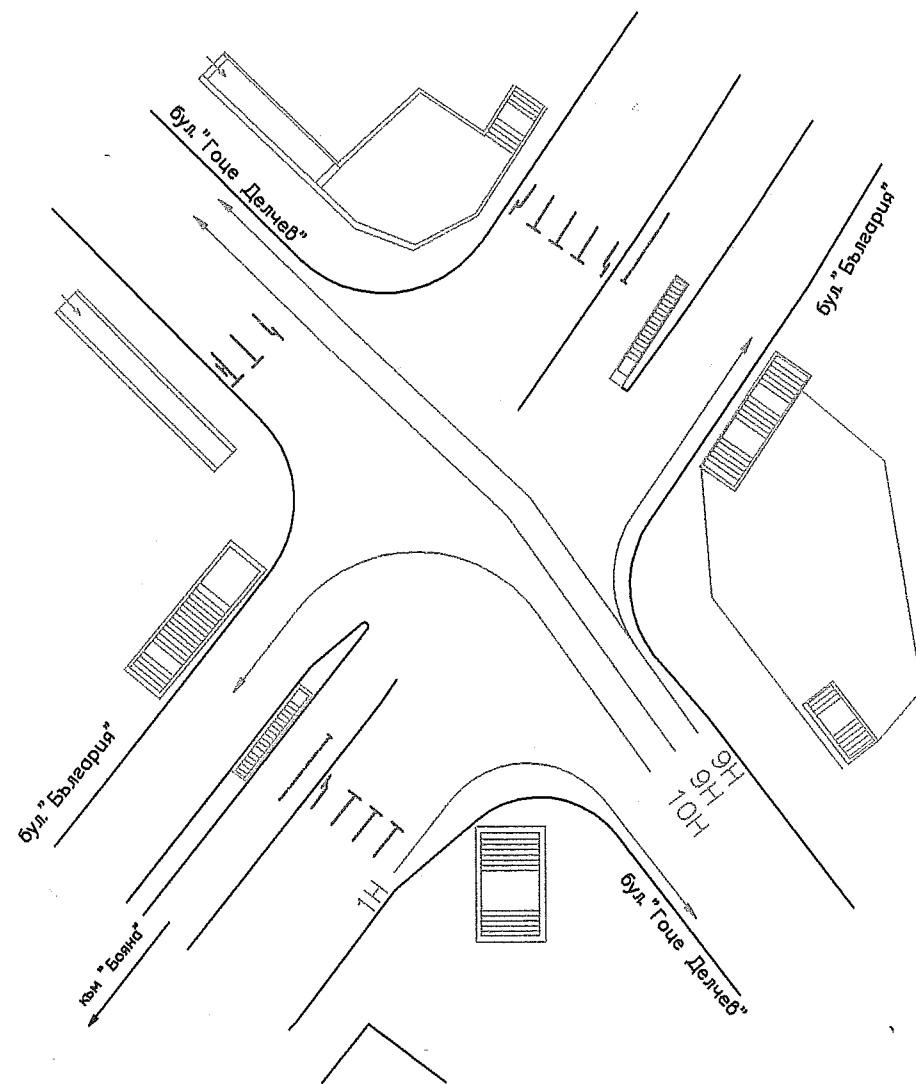 бул. "Гоце Делчев"
бул. "България"
бул. "България"
към "Бояна"
1Н
9Н
9Н
10Н
бул. "Гоце Делчев"